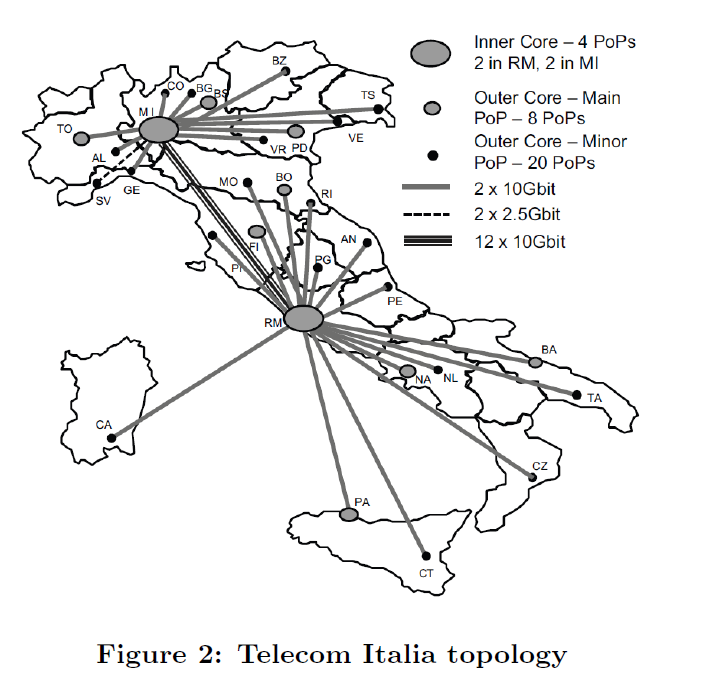 Inner Core – 4 PoPs
2 in RM, 2 in MI
Outer Core – Main
PoP – 8 PoPs
Outer Core – Minor
PoP – 20 PoPs
2 x 10Gbit
2 x 2.5Gbit
12 x 10Gbit
BZ
CO
BG
BS
TS
MI
TO
VE
AL
VR
PD
SV
GE
MO
BO
RI
FI
AN
PI
PG
PE
RM
BA
NA
NL
TA
CA
CZ
PA
CT
Figure 2: Telecom Italia topology